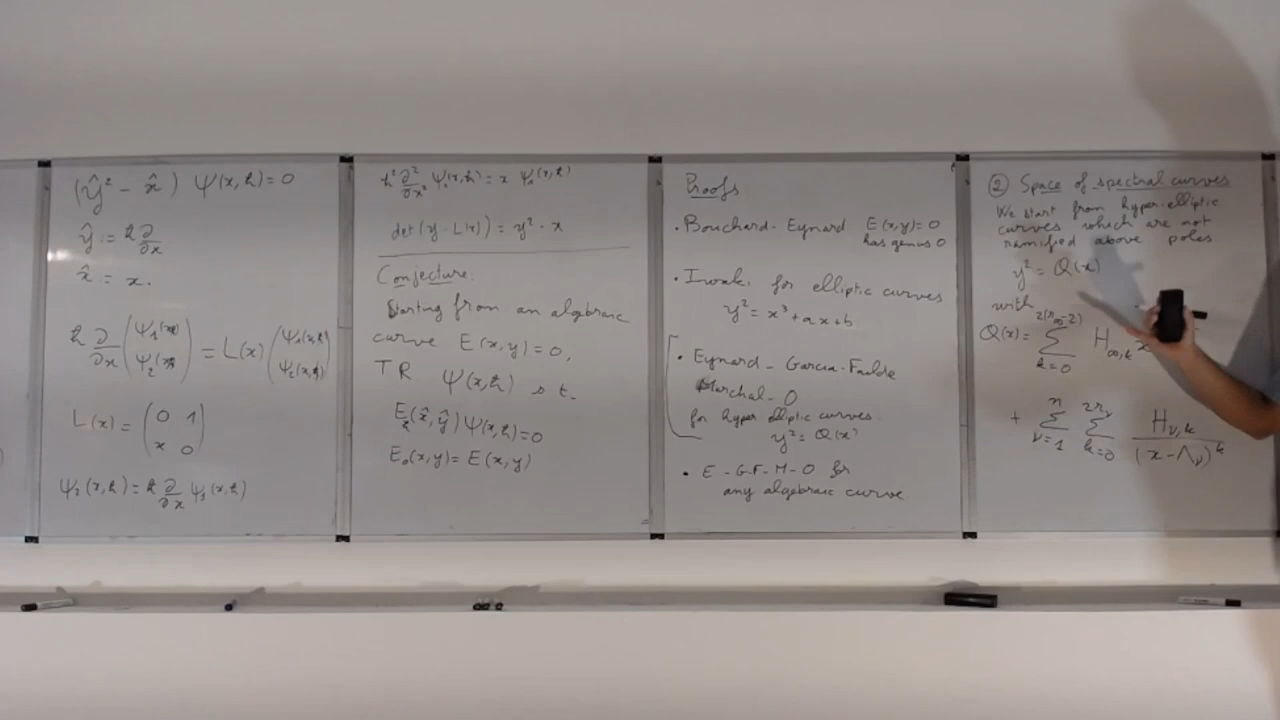 (ŷ² - x̂) Ψ(x,ħ) = 0
ŷ := ħ ∂/∂x
x̂ := x.
ħ ∂/∂x (Ψ₁(x,ħ) Ψ₂(x,ħ)) = L(x) (Ψ₁(x,ħ) Ψ₂(x,ħ))
L(x) = (0 1
x 0)
Ψ₂(x,ħ) = ħ ∂/∂x Ψ₁(x,ħ)
ħ² ∂²/∂x² Ψ₁(x,ħ) = x Ψ₁(x,ħ)
det(y - L(x)) = y² - x
Conjecture:
Starting from an algebraic
curve E(x,y) = 0,
TR Ψ(x,ħ) s.t.
E_ħ(x̂,ŷ) Ψ(x,ħ) = 0
E₀(x,y) = E(x,y)
Proofs
• Bouchard - Eynard E(x,y) = 0
has genus 0
• Iwaki for elliptic curves
y² = x³ + ax + b
• Eynard - Garcia-Failde
Marchal - O
for hyper elliptic curves
y² = Q(x)
• E - G-F - M - O for
any algebraic curve
② Space of spectral curves
We start from hyper-elliptic
curves which are not
ramified above poles
y² = Q(x)
with
Q(x) = ∑_{k=0}^{2(r_∞-2)} H_{∞,k} x
+ ∑_{ν=1}^{n} ∑_{k=0}^{2r_ν} H_{ν,k} / (x - Λ_ν)^k